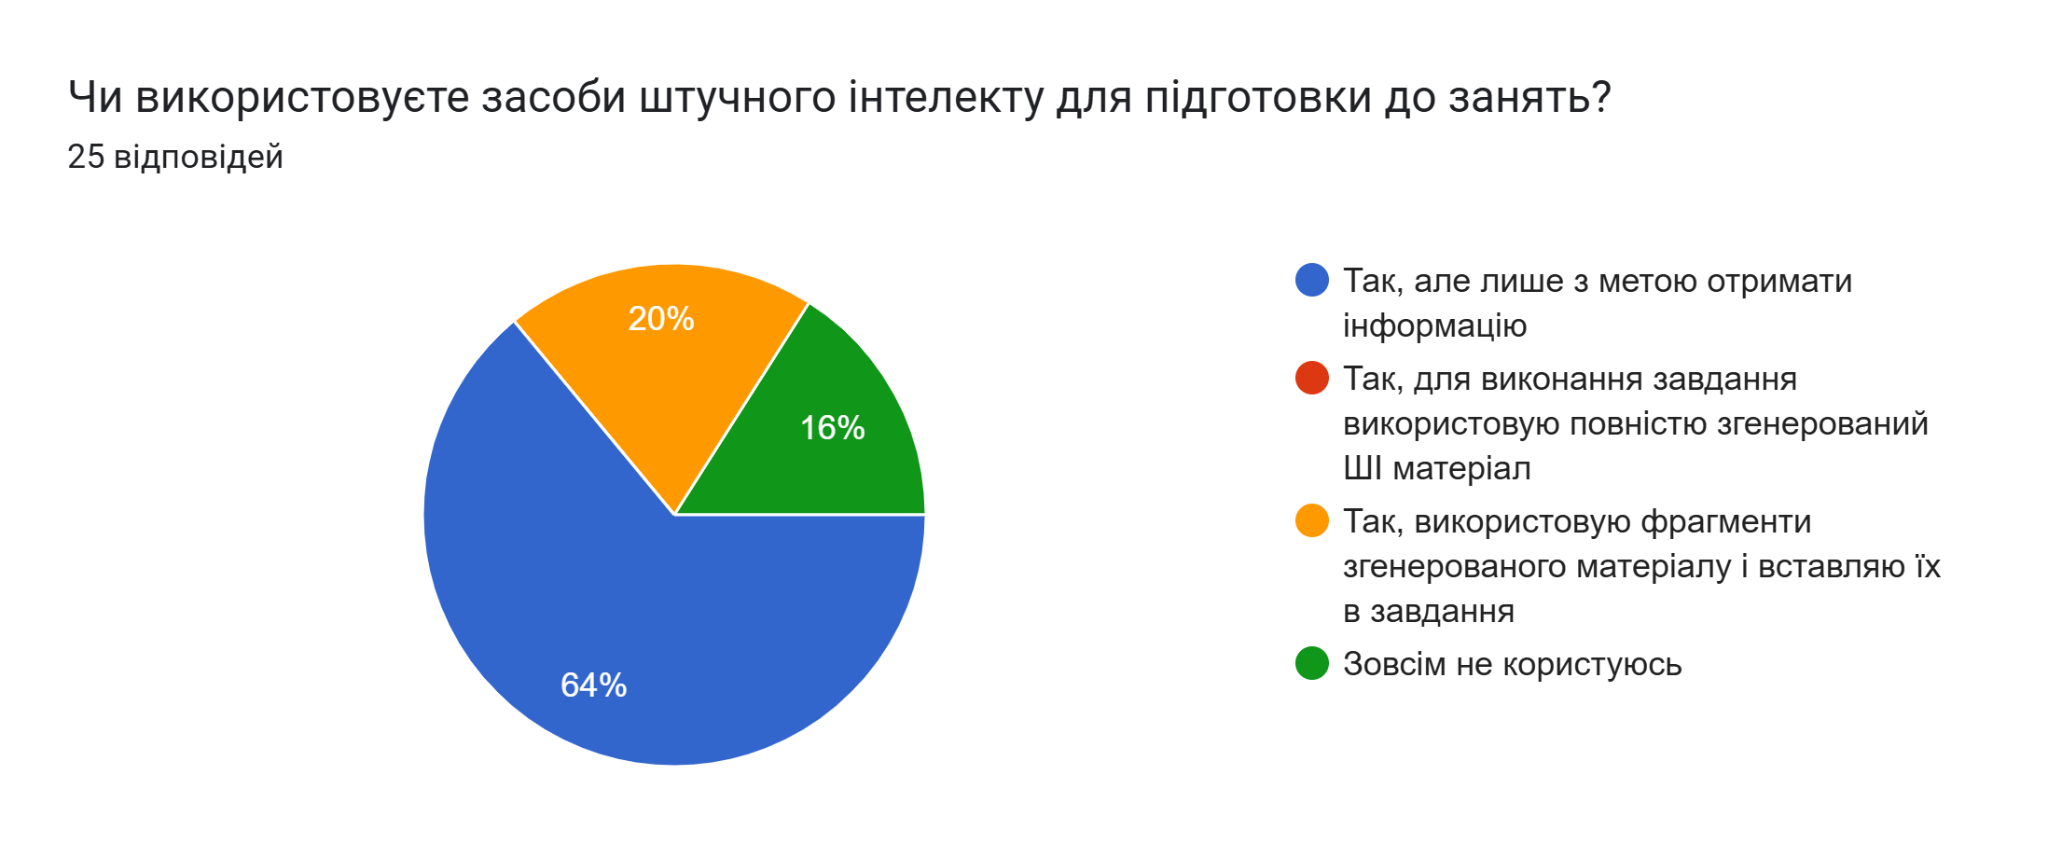 Чи використовуєте засоби штучного інтелекту для підготовки до занять?
25 відповідей
20%
16%
64%
Так, але лише з метою отримати
інформацію
Так, для виконання завдання
використовую повністю згенерований
ШІ матеріал
Так, використовую фрагменти
згенерованого матеріалу і вставляю їх
в завдання
Зовсім не користуюсь